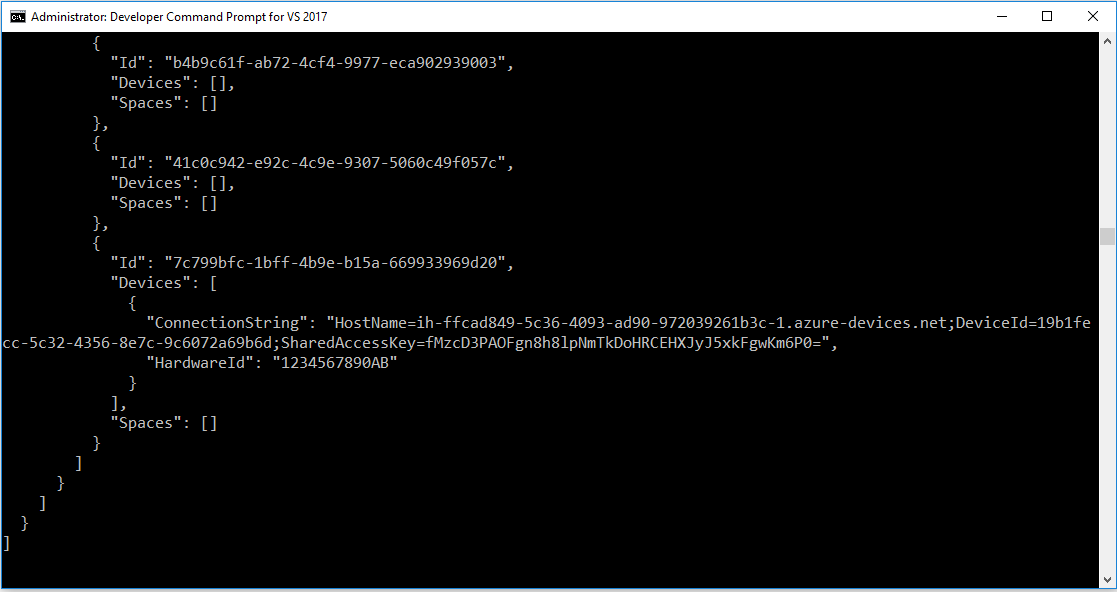 Administrator: Developer Command Prompt for VS 2017
{
"Id": "b4b9c61f-ab72-4cf4-9977-eca902939003",
"Devices": [],
"Spaces": []
},
{
"Id": "41c0c942-e92c-4c9e-9307-5060c49f057c",
"Devices": [],
"Spaces": []
},
{
"Id": "7c799bfc-1bff-4b9e-b15a-669933969d20",
"Devices": [
{
"ConnectionString": "HostName=ih-ffcad849-5c36-4093-ad90-972039261b3c-1.azure-devices.net;DeviceId=19b1fe
cc-5c32-4356-8e7c-9c6072a69b6d;SharedAccessKey=fMzcD3PAOFgn8h8lpNmTkDoHRCEHXJyJ5xkFgwKm6P0=",
"HardwareId": "1234567890AB"
}
],
"Spaces": []
}
]
}
]
}
]